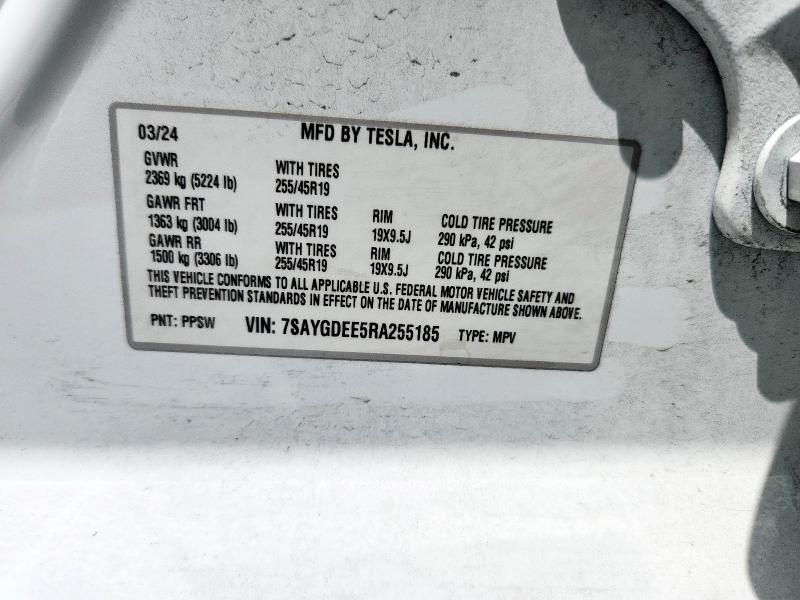 03/24 MFD BY TESLA, INC.
GVWR WITH TIRES
2369 kg (5224 lb) 255/45R19
GAWR FRT WITH TIRES RIM COLD TIRE PRESSURE
1363 kg (3004 lb) 255/45R19 19X9.5J 290 kPa, 42 psi
GAWR RR WITH TIRES RIM COLD TIRE PRESSURE
1500 kg (3306 lb) 255/45R19 19X9.5J 290 kPa, 42 psi
THIS VEHICLE CONFORMS TO ALL APPLICABLE U.S. FEDERAL MOTOR VEHICLE SAFETY AND
THEFT PREVENTION STANDARDS IN EFFECT ON THE DATE OF MANUFACTURE SHOWN ABOVE.
PNT: PPSW VIN: 7SAYGDEE5RA255185 TYPE: MPV